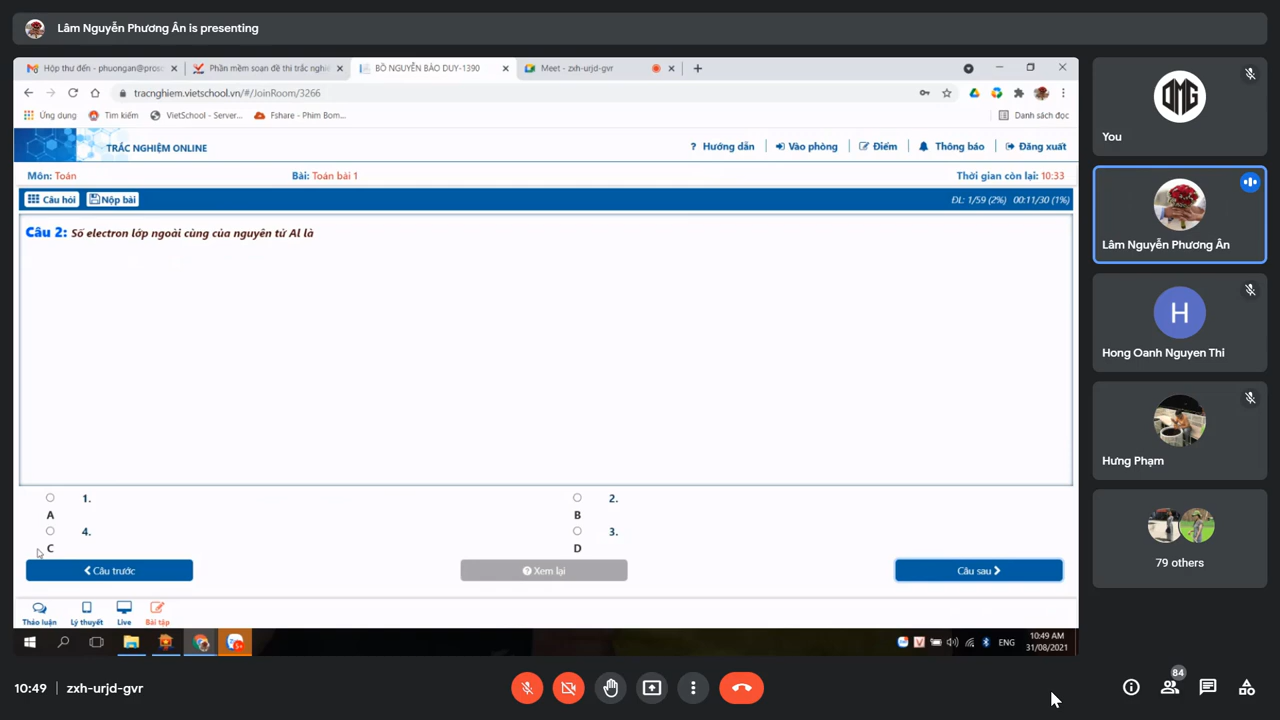 Lâm Nguyễn Phương Ân is presenting
Hộp thư đến - phuongan@prosc
Phần mềm soạn đề thi trắc nghi
BÔ NGUYỄN BẢO DUY-1390
Meet - zxh-urjd-gvr
tracnghiem.vietschool.vn/#/JoinRoom/3266
Ứng dụng
Tìm kiếm
VietSchool - Server...
Fshare - Phim Bom...
Danh sách đọc
TRẮC NGHIỆM ONLINE
Hướng dẫn
Vào phòng
Điểm
Thông báo
Đăng xuất
Môn: Toán
Bài: Toán bài 1
Thời gian còn lại: 10:33
Câu hỏi
Nộp bài
ĐL: 1/59 (2%) 00:11/30 (1%)
Câu 2: Số electron lớp ngoài cùng của nguyên tử Al là
A 1.
B 2.
C 4.
D 3.
Câu trước
Xem lại
Câu sau
Thảo luận
Lý thuyết
Live
Bài tập
ENG
10:49 AM
31/08/2021
OMG
You
Lâm Nguyễn Phương Ân
H
Hong Oanh Nguyen Thi
Hưng Phạm
79 others
10:49
zxh-urjd-gvr
84